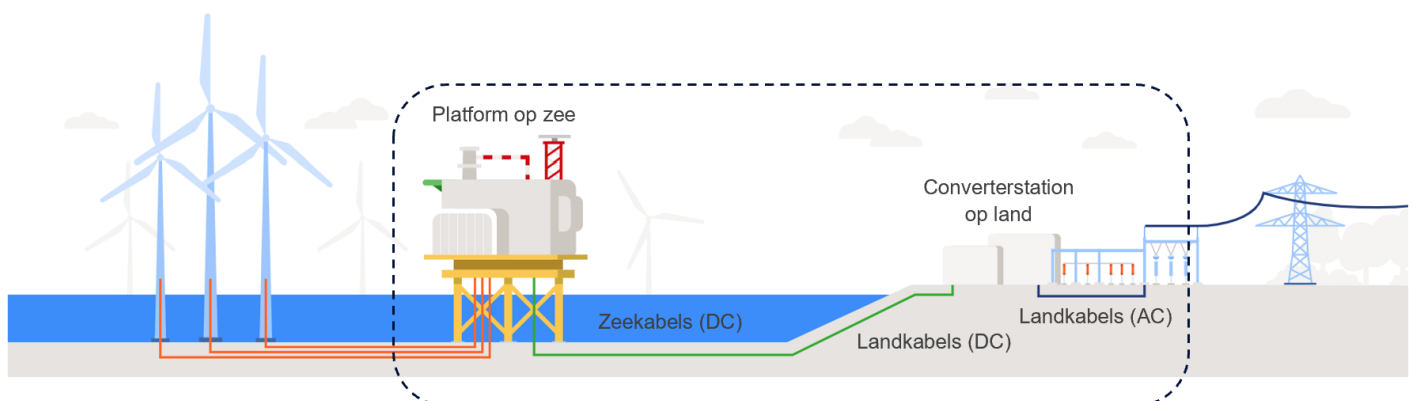 Platform op zee
Converterstation
op land
Zeekabels (DC)
Landkabels (AC)
Landkabels (DC)